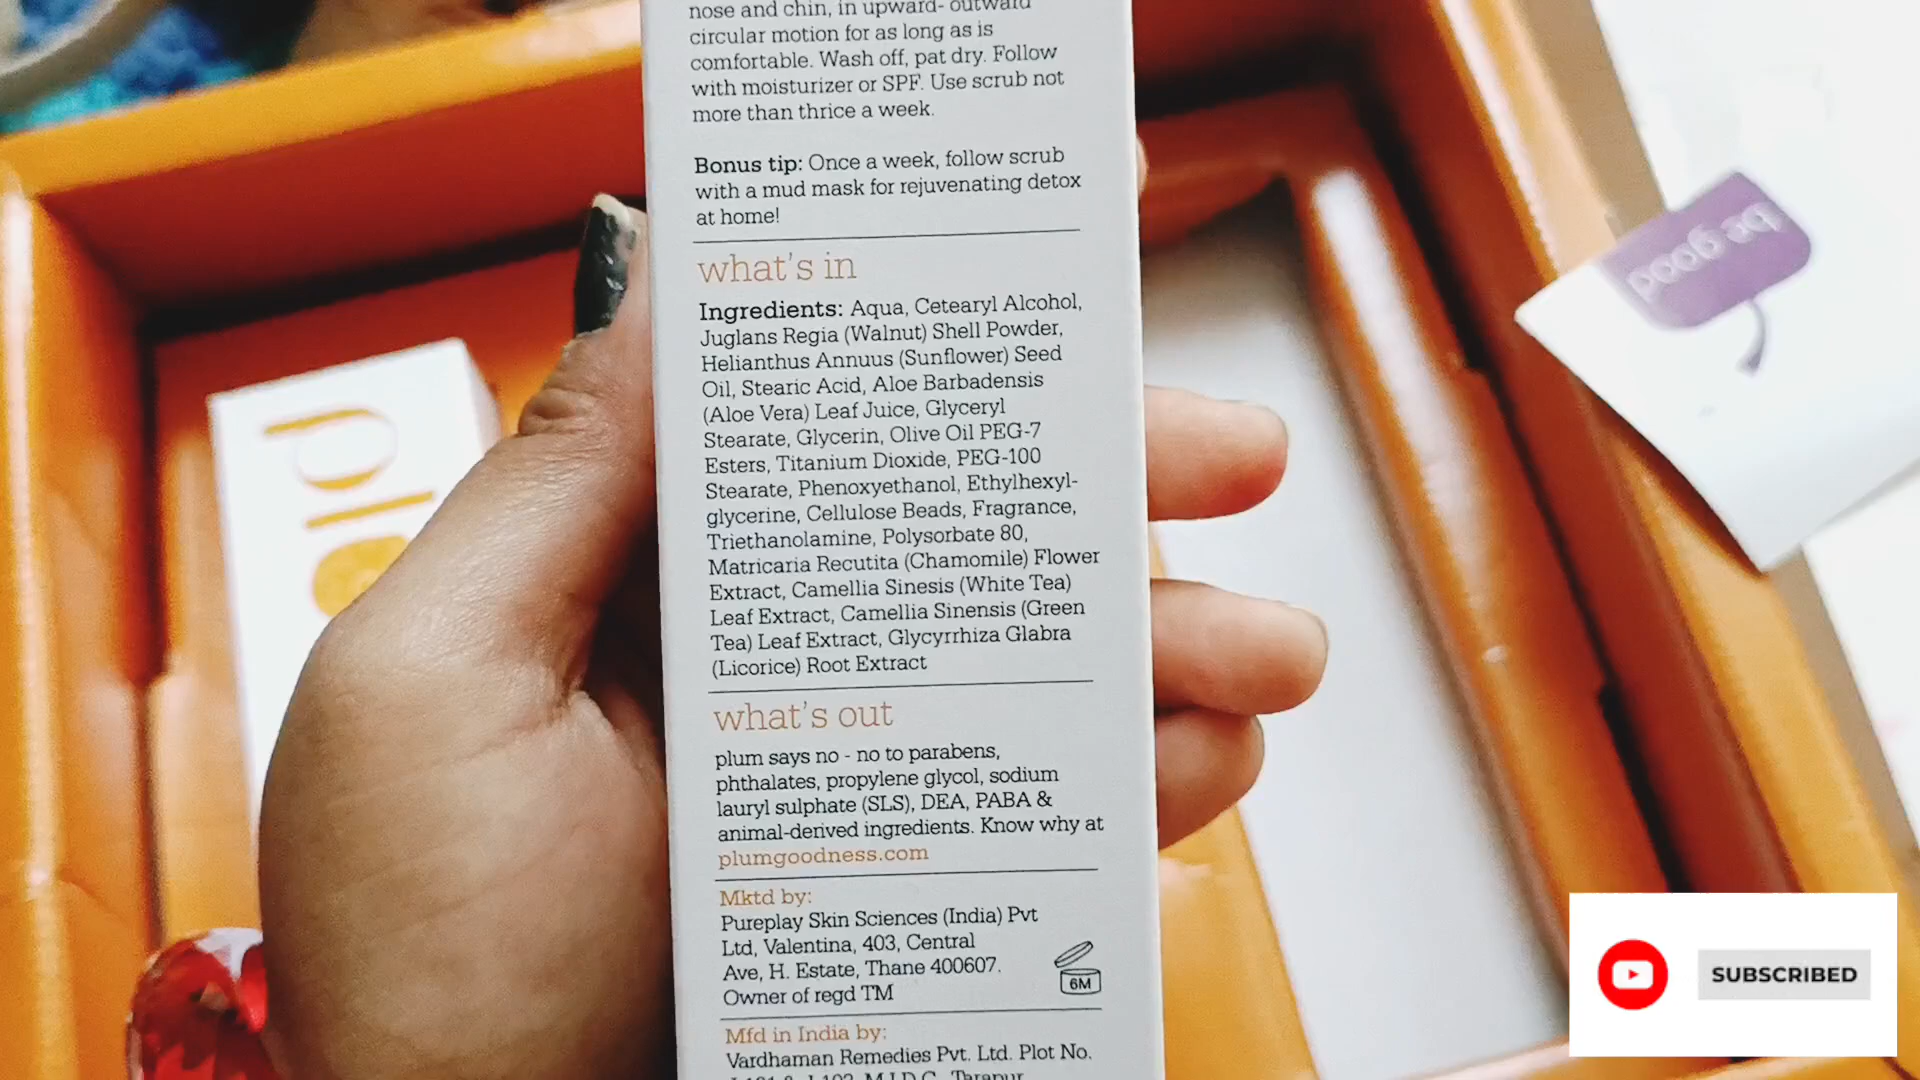 nose and chin, in upward- outward
circular motion for as long as is
comfortable. Wash off, pat dry. Follow
with moisturizer or SPF. Use scrub not
more than thrice a week.
Bonus tip: Once a week, follow scrub
with a mud mask for rejuvenating detox
at home!
what's in
Ingredients: Aqua, Cetearyl Alcohol,
Juglans Regia (Walnut) Shell Powder,
Helianthus Annuus (Sunflower) Seed
Oil, Stearic Acid, Aloe Barbadensis
(Aloe Vera) Leaf Juice, Glyceryl
Stearate, Glycerin, Olive Oil PEG-7
Esters, Titanium Dioxide, PEG-100
Stearate, Phenoxyethanol, Ethylhexyl-
glycerine, Cellulose Beads, Fragrance,
Triethanolamine, Polysorbate 80,
Matricaria Recutita (Chamomile) Flower
Extract, Camellia Sinesis (White Tea)
Leaf Extract, Camellia Sinensis (Green
Tea) Leaf Extract, Glycyrrhiza Glabra
(Licorice) Root Extract
what's out
plum says no - no to parabens,
phthalates, propylene glycol, sodium
lauryl sulphate (SLS), DEA, PABA &
animal-derived ingredients. Know why at
plumgoodness.com
Mktd by:
Pureplay Skin Sciences (India) Pvt
Ltd, Valentina, 403, Central
Ave, H. Estate, Thane 400607.
Owner of regd TM
6M
Mfd in India by:
Vardhaman Remedies Pvt. Ltd. Plot No.
M.I.D.C., Tarapur
be good
SUBSCRIBED